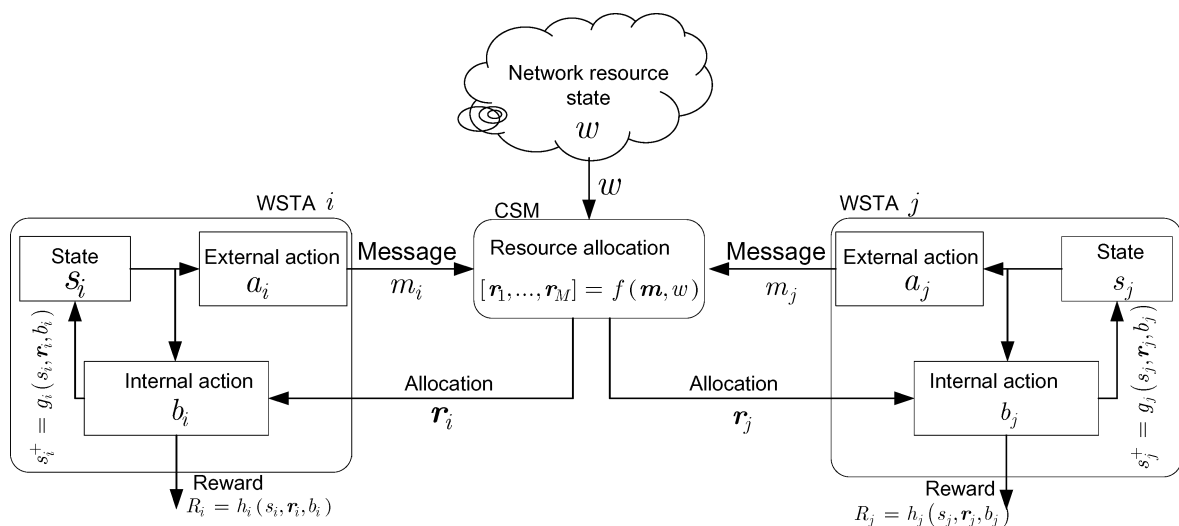 Network resource
state
w
w
WSTA i
CSM
WSTA j
State
s_i
External action
a_i
Message
m_i
Resource allocation
[r_1,...,r_M] = f(m,w)
Message
m_j
External action
a_j
State
s_j
s_i^+ = g_i(s_i,r_i,b_i)
Internal action
b_i
Allocation
r_i
Allocation
r_j
Internal action
b_j
s_j^+ = g_j(s_j,r_j,b_j)
Reward
R_i = h_i(s_i,r_i,b_i)
Reward
R_j = h_j(s_j,r_j,b_j)